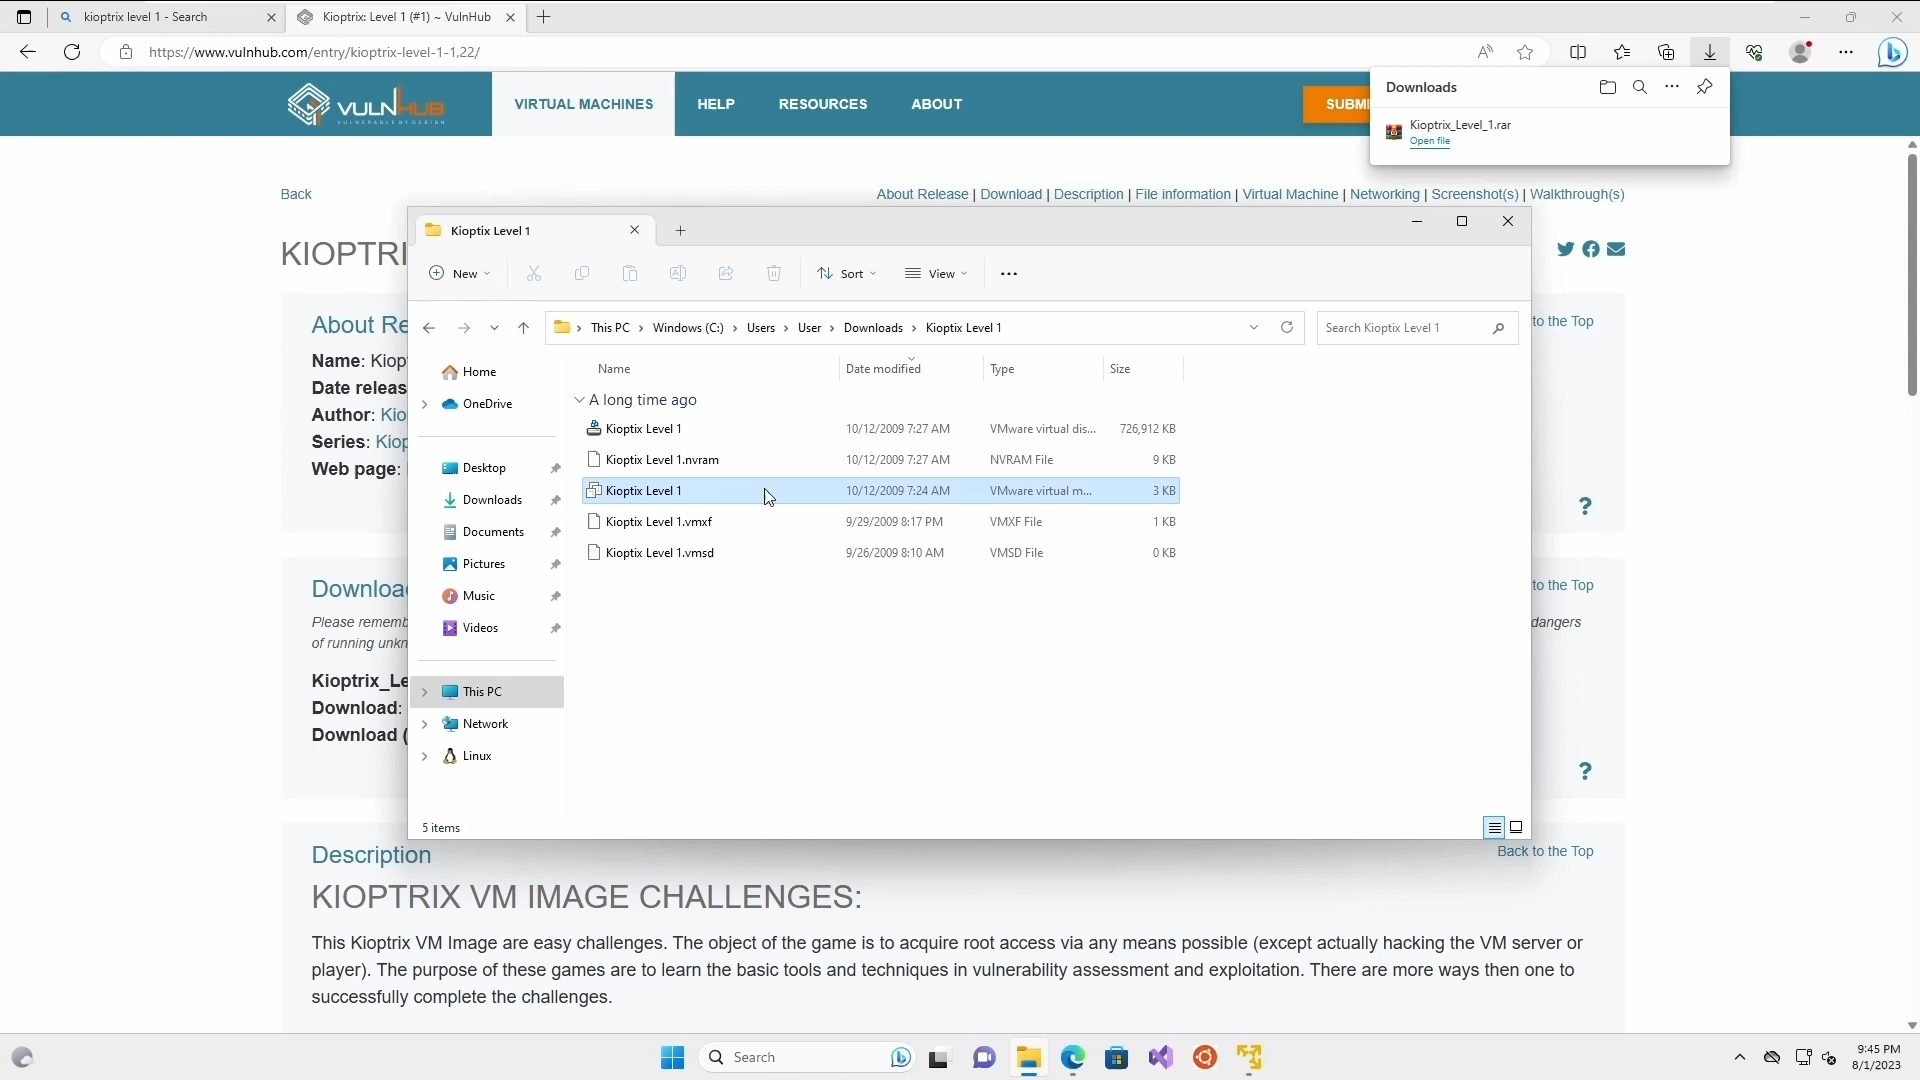 kioptrix level 1 - Search
Kioptrix: Level 1 (#1) ~ VulnHub
https://www.vulnhub.com/entry/kioptrix-level-1-1,22/
VULNHUB
VULNERABLE BY DESIGN
VIRTUAL MACHINES
HELP
RESOURCES
ABOUT
SUBMI
Downloads
Kioptrix_Level_1.rar
Open file
Back
About Release | Download | Description | File information | Virtual Machine | Networking | Screenshot(s) | Walkthrough(s)
KIOPTRI
Kioptix Level 1
New
Sort
View
This PC > Windows (C:) > Users > User > Downloads > Kioptix Level 1
Search Kioptix Level 1
About Re
to the Top
Name: Kiop
Date releas
Author: Kio
Series: Kiop
Web page:
Home
OneDrive
Desktop
Downloads
Documents
Pictures
Music
Videos
This PC
Network
Linux
Name Date modified Type Size
A long time ago
Kioptix Level 1 10/12/2009 7:27 AM VMware virtual dis... 726,912 KB
Kioptix Level 1.nvram 10/12/2009 7:27 AM NVRAM File 9 KB
Kioptix Level 1 10/12/2009 7:24 AM VMware virtual m... 3 KB
Kioptix Level 1.vmxf 9/29/2009 8:17 PM VMXF File 1 KB
Kioptix Level 1.vmsd 9/26/2009 8:10 AM VMSD File 0 KB
5 items
?
Downloa
to the Top
Please rememb
dangers
of running unkn
Kioptrix_Le
Download:
Download (
?
Description
Back to the Top
KIOPTRIX VM IMAGE CHALLENGES:
This Kioptrix VM Image are easy challenges. The object of the game is to acquire root access via any means possible (except actually hacking the VM server or
player). The purpose of these games are to learn the basic tools and techniques in vulnerability assessment and exploitation. There are more ways then one to
successfully complete the challenges.
Search
9:45 PM
8/1/2023